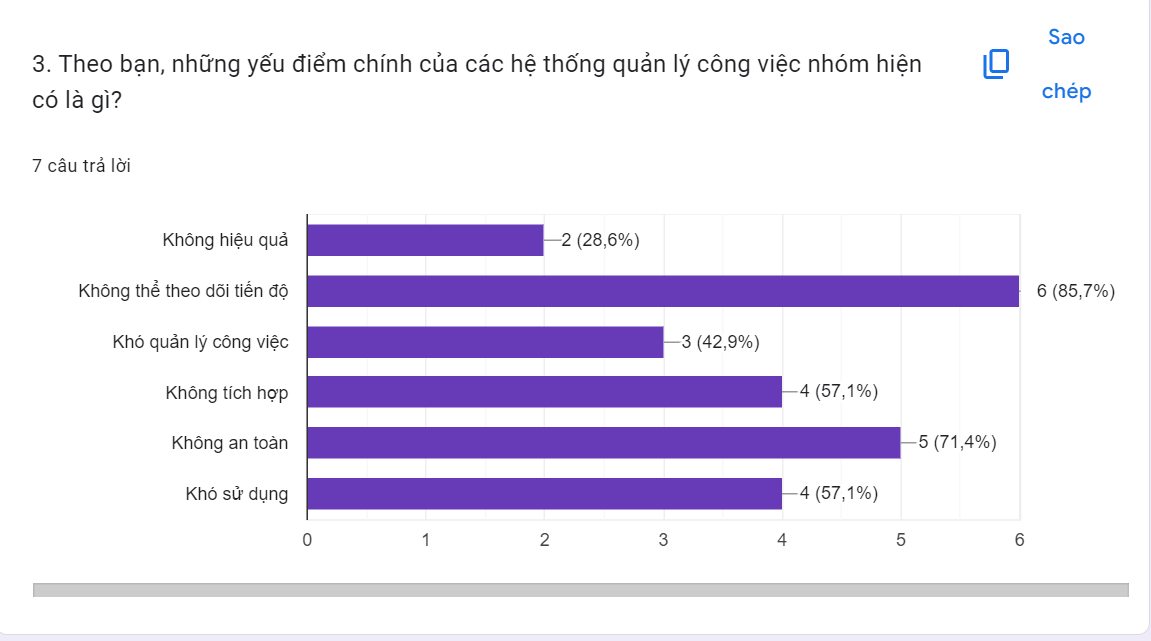 3. Theo bạn, những yếu điểm chính của các hệ thống quản lý công việc nhóm hiện
có là gì?
Sao
chép
7 câu trả lời
Không hiệu quả
2 (28,6%)
Không thể theo dõi tiến độ
6 (85,7%)
Khó quản lý công việc
3 (42,9%)
Không tích hợp
4 (57,1%)
Không an toàn
5 (71,4%)
Khó sử dụng
4 (57,1%)
0 1 2 3 4 5 6